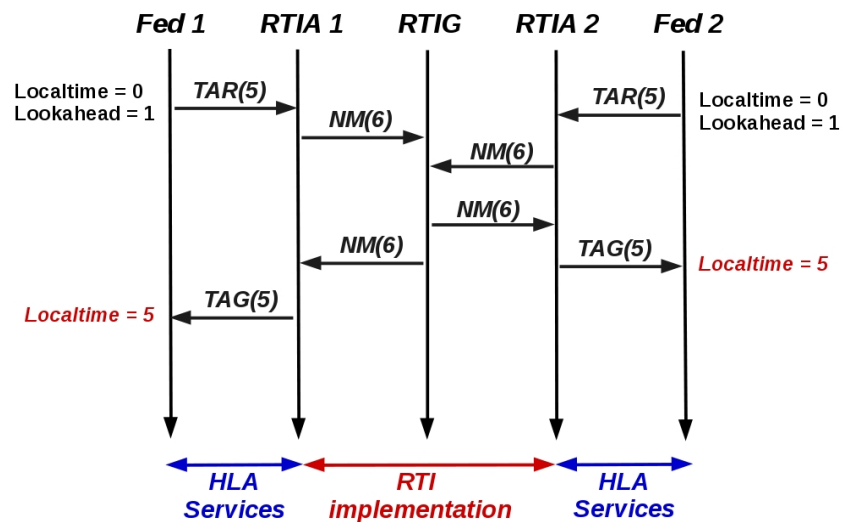 Fed 1 RTIA 1 RTIG RTIA 2 Fed 2
Localtime = 0
Lookahead = 1
TAR(5)
TAR(5)
Localtime = 0
Lookahead = 1
NM(6)
NM(6)
NM(6)
NM(6)
TAG(5)
Localtime = 5
Localtime = 5
TAG(5)
HLA
Services
RTI
implementation
HLA
Services